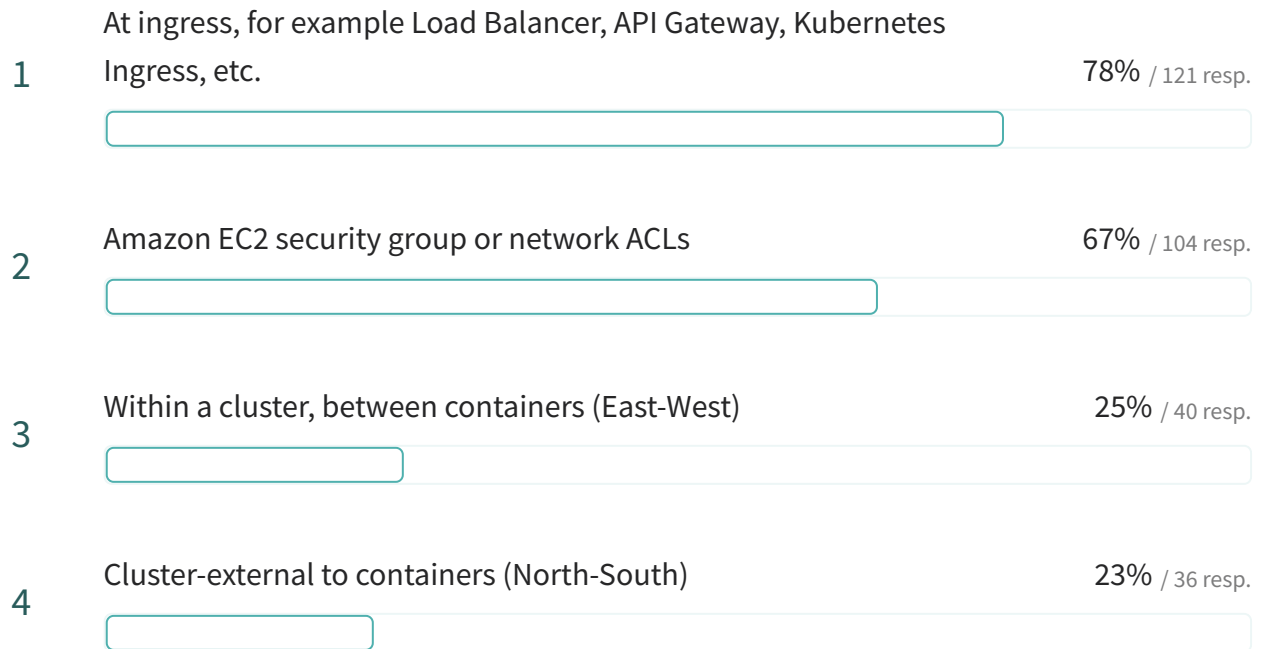 At ingress, for example Load Balancer, API Gateway, Kubernetes
1
Ingress, etc.
78% / 121 resp.
2
Amazon EC2 security group or network ACLs
67% / 104 resp.
3
Within a cluster, between containers (East-West)
25% / 40 resp.
4
Cluster-external to containers (North-South)
23% / 36 resp.